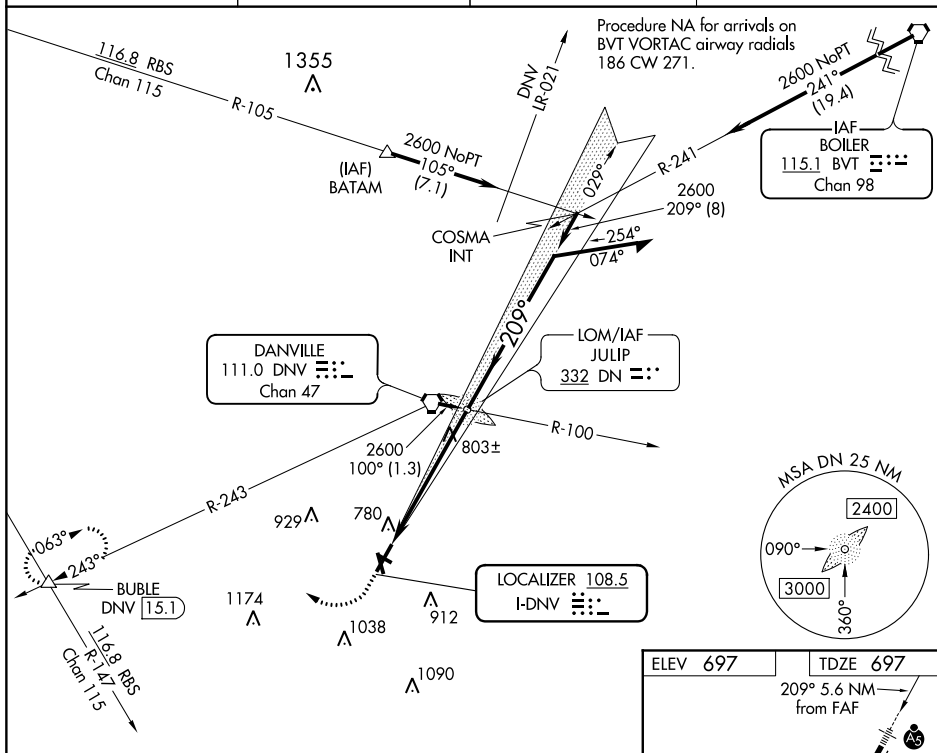 Procedure NA for arrivals on
BVT VORTAC airway radials
186 CW 271.
116.8 RBS
Chan 115
R-105
1355
DNV
LR-021
2600 NoPT
241°
(19.4)
IAF
BOILER
115.1 BVT
Chan 98
2600 NoPT
105°
(7.1)
(IAF)
BATAM
029°
R-241
2600
209° (8)
COSMA
INT
254°
074°
209°
DANVILLE
111.0 DNV
Chan 47
LOM/IAF
JULIP
332 DN
2600
100° (1.3)
803±
R-100
R-243
MSA DN 25 NM
2400
090°
3000
360°
929
780
063°
243°
BUBLE
DNV 15.1
LOCALIZER 108.5
I-DNV
1174
1038
912
1090
116.8 RBS
R-147
Chan 115
ELEV 697
TDZE 697
209° 5.6 NM
from FAF
A5